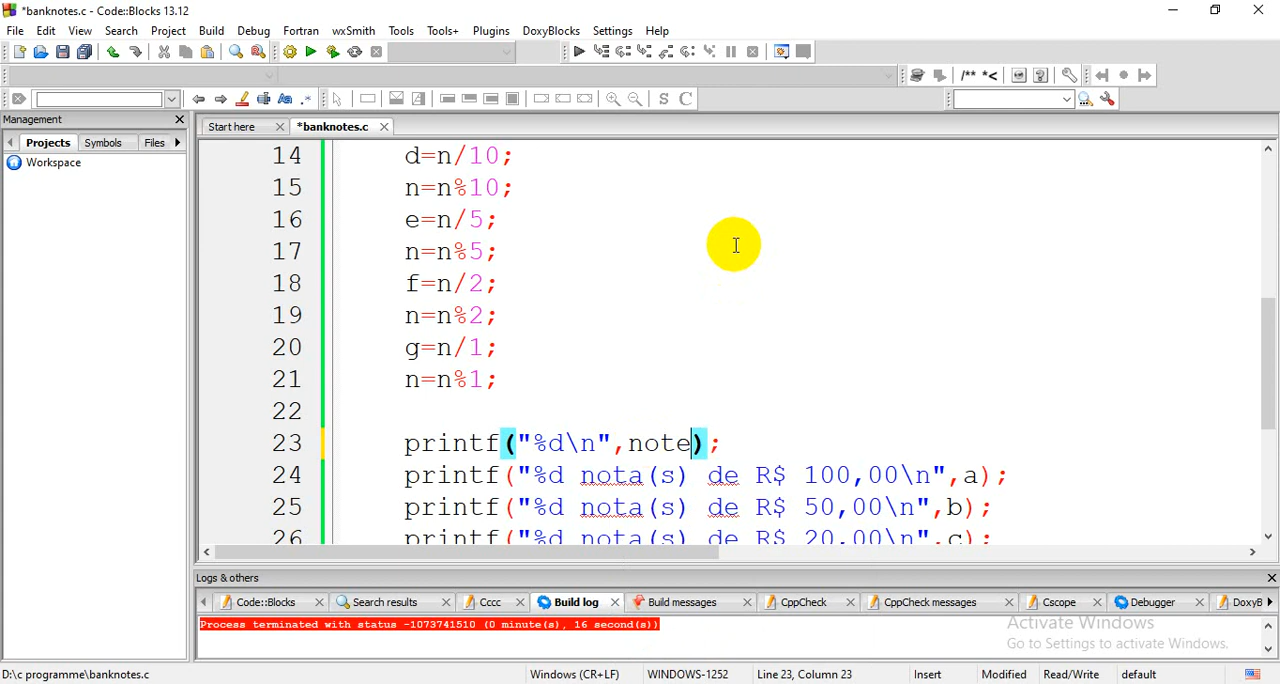 *banknotes.c - Code::Blocks 13.12
File Edit View Search Project Build Debug Fortran wxSmith Tools Tools+ Plugins DoxyBlocks Settings Help
/** *<
S C
Management
Start here *banknotes.c
Projects Symbols Files
Workspace
14 d=n/10;
15 n=n%10;
16 e=n/5;
17 n=n%5;
18 f=n/2;
19 n=n%2;
20 g=n/1;
21 n=n%1;
22
23 printf("%d\n",note);
24 printf("%d nota(s) de R$ 100,00\n",a);
25 printf("%d nota(s) de R$ 50,00\n",b);
26 printf("%d nota(s) de R$ 20,00\n",c);
Logs & others
Code::Blocks Search results Cccc Build log Build messages CppCheck CppCheck messages Cscope Debugger DoxyB
Process terminated with status -1073741510 (0 minute(s), 16 second(s))
Activate Windows
Go to Settings to activate Windows.
D:\c programme\banknotes.c Windows (CR+LF) WINDOWS-1252 Line 23, Column 23 Insert Modified Read/Write default